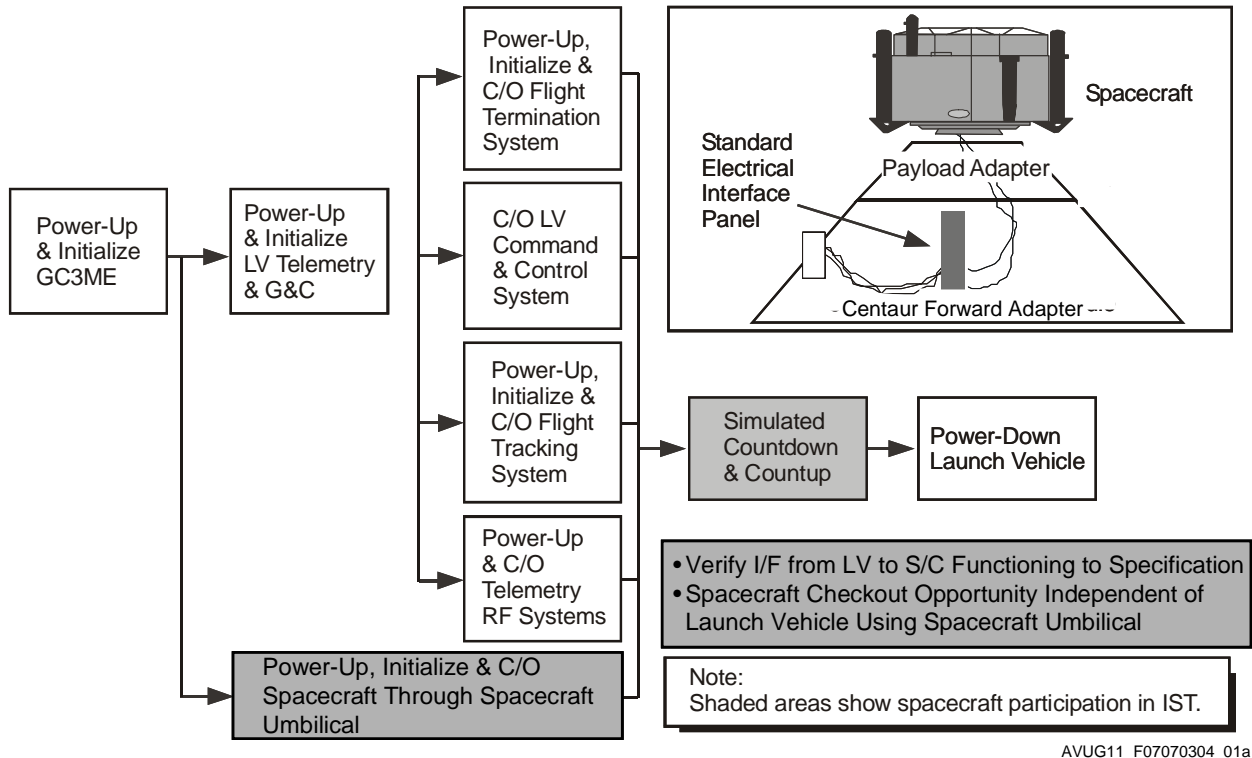 Power-Up
& Initialize
GC3ME
Power-Up
& Initialize
LV Telemetry
& G&C
Power-Up,
Initialize &
C/O Flight
Termination
System
C/O LV
Command
& Control
System
Power-Up,
Initialize &
C/O Flight
Tracking
System
Power-Up
& C/O
Telemetry
RF Systems
Power-Up, Initialize & C/O
Spacecraft Through Spacecraft
Umbilical
Simulated
Countdown
& Countup
Power-Down
Launch Vehicle
Spacecraft
Standard
Electrical
Interface
Panel
Payload Adapter
Centaur Forward Adapter
• Verify I/F from LV to S/C Functioning to Specification
• Spacecraft Checkout Opportunity Independent of
Launch Vehicle Using Spacecraft Umbilical
Note:
Shaded areas show spacecraft participation in IST.
AVUG11_F07070304_01a